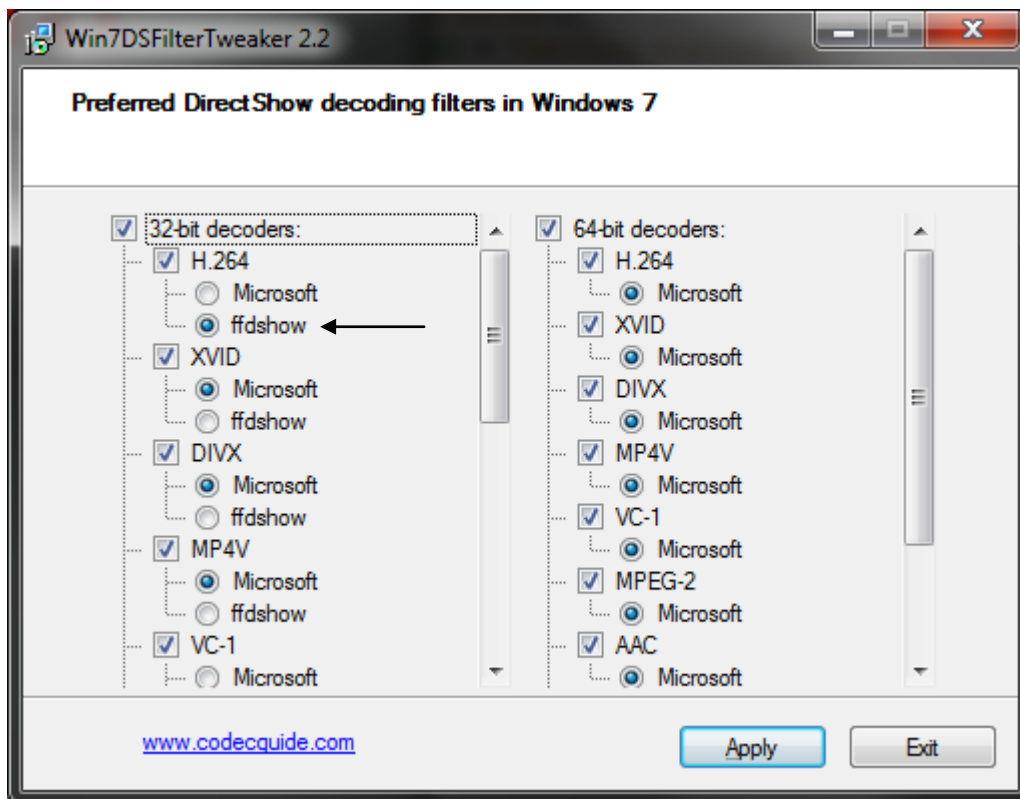 Win7DSFilterTweaker 2.2
Preferred DirectShow decoding filters in Windows 7
32-bit decoders:
H.264
Microsoft
ffdshow
XVID
Microsoft
ffdshow
DIVX
Microsoft
ffdshow
MP4V
Microsoft
ffdshow
VC-1
Microsoft
64-bit decoders:
H.264
Microsoft
XVID
Microsoft
DIVX
Microsoft
MP4V
Microsoft
VC-1
Microsoft
MPEG-2
Microsoft
AAC
Microsoft
www.codecguide.com
Apply
Exit